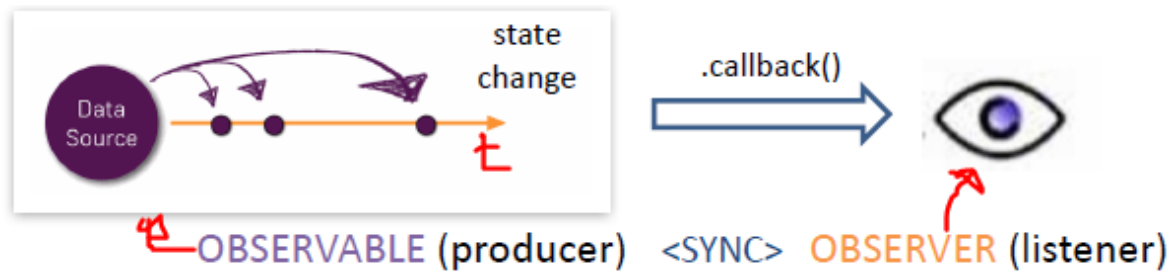 state
change
.callback()
Data
Source
t
OBSERVABLE (producer) <SYNC> OBSERVER (listener)